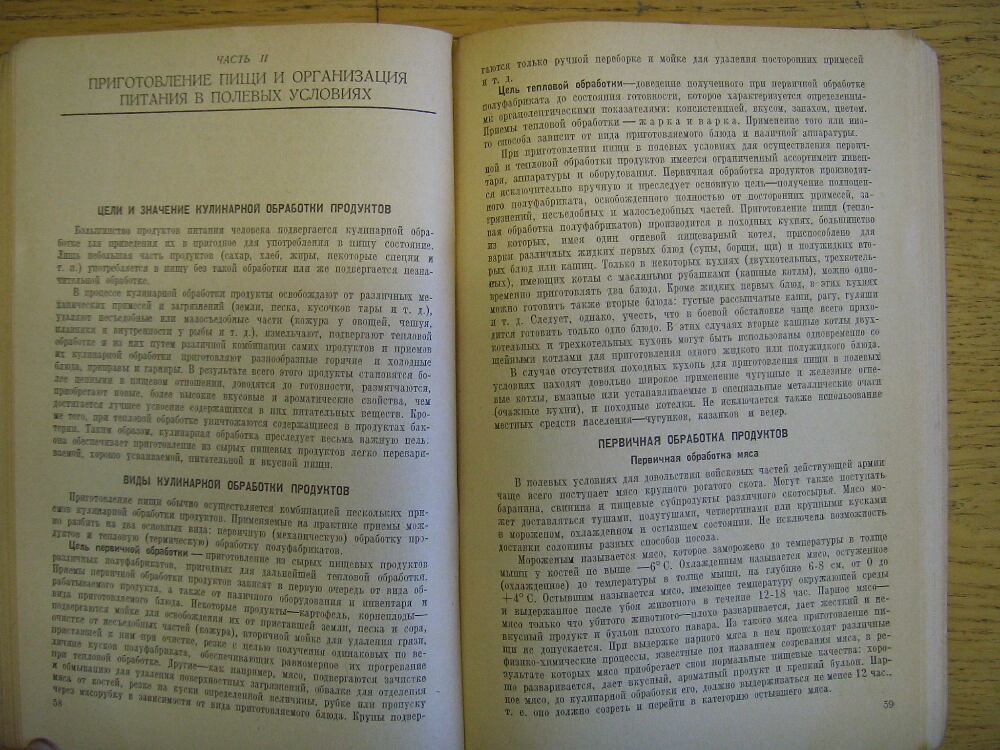 ЧАСТЬ II
ПРИГОТОВЛЕНИЕ ПИЩИ И ОРГАНИЗАЦИЯ
ПИТАНИЯ В ПОЛЕВЫХ УСЛОВИЯХ
ЦЕЛИ И ЗНАЧЕНИЕ КУЛИНАРНОЙ ОБРАБОТКИ ПРОДУКТОВ
Большинство продуктов питания человека подвергается кулинарной обра-
ботке для приведения их в пригодное для употребления в пищу состояние.
Лишь небольшая часть продуктов (сахар, хлеб, жиры, некоторые специи и
т. п.) употребляется в пищу без такой обработки или же подвергается незна-
чительной обработке.
В процессе кулинарной обработки продукты освобождают от различных ме-
ханических примесей и загрязнений (земли, песка, кусочков тары и т. д.),
удаляют несъедобные или малосъедобные части (кожура у овощей, чешуя,
плавники и внутренности у рыбы и т. д.), измельчают, подвергают тепловой
обработке и из них путем различной комбинации самих продуктов и приемов
их кулинарной обработки приготовляют разнообразные горячие и холодные
блюда, приправы и гарниры. В результате всего этого продукты становятся бо-
лее ценными в пищевом отношении, доводятся до готовности, размягчаются,
приобретают новые, более высокие вкусовые и ароматические свойства, чем
достигается лучшее усвоение содержащихся в них питательных веществ. Кро-
ме того, при тепловой обработке уничтожаются содержащиеся в продуктах бак-
терии. Таким образом, кулинарная обработка преследует весьма важную цель:
она обеспечивает приготовление из сырых пищевых продуктов легко перевари-
ваемой, хорошо усваиваемой, питательной и вкусной пищи.
ВИДЫ КУЛИНАРНОЙ ОБРАБОТКИ ПРОДУКТОВ
Приготовление пищи обычно осуществляется комбинацией нескольких при-
емов кулинарной обработки продуктов. Применяемые на практике приемы мож-
но разбить на два основных вида: первичную (механическую) обработку про-
дуктов и тепловую (термическую) обработку полуфабрикатов.
Цель первичной обработки — приготовление из сырых пищевых продуктов
различных полуфабрикатов, пригодных для дальнейшей тепловой обработки.
Приемы первичной обработки продуктов зависят в первую очередь от вида об-
рабатываемого продукта, а также от наличного оборудования и инвентаря и
вида приготовляемого блюда. Некоторые продукты—картофель, корнеплоды—
подвергаются мойке для освобождения их от приставшей земли, песка и сора,
очистке от несъедобных частей (кожура), вторичной мойке для удаления грязи,
приставшей к ним при очистке, резке с целью получения одинаковых по ве-
личине кусков полуфабриката, обеспечивающих равномерное их прогревание
при тепловой обработке. Другие—как например, мясо, подвергаются зачистке
и обмыванию для удаления поверхностных загрязнений, обвалке для отделения
мяса от костей, резке на куски определенной величины, рубке или пропуску
через мясорубку в зависимости от вида приготовляемого блюда. Крупы подвер-
58
гаются только ручной переборке и мойке для удаления посторонних примесей
и т. д.
Цель тепловой обработки—доведение полученного при первичной обработке
полуфабриката до состояния готовности, которое характеризуется определенны-
ми органолептическими показателями: консистенцией, вкусом, запахом, цветом.
Приемы тепловой обработки — жарка и варка. Применение того или ино-
го способа зависит от вида приготовляемого блюда и наличной аппаратуры.
При приготовлении пищи в полевых условиях для осуществления первич-
ной и тепловой обработки продуктов имеется ограниченный ассортимент инвен-
таря, аппаратуры и оборудования. Первичная обработка продуктов производит-
ся исключительно вручную и преследует основную цель—получение полноцен-
ного полуфабриката, освобожденного полностью от посторонних примесей, за-
грязнений, несъедобных и малосъедобных частей. Приготовление пищи (тепло-
вая обработка полуфабрикатов) производится в походных кухнях, большинство
из которых, имея один огневой пищеварный котел, приспособлено для
варки различных жидких первых блюд (супы, борщи, щи) и полужидких вто-
рых блюд или кашиц. Только в некоторых кухнях (двухкотельных, трехкотель-
ных), имеющих котлы с масляными рубашками (кашные котлы), можно одно-
временно приготовлять два блюда. Кроме жидких первых блюд, в этих кухнях
можно готовить также вторые блюда: густые рассыпчатые каши, рагу, гуляши
и т. д. Следует, однако, учесть, что в боевой обстановке чаще всего прихо-
дится готовить только одно блюдо. В этих случаях вторые кашные котлы двух-
котельных и трехкотельных кухонь могут быть использованы одновременно со
щейными котлами для приготовления одного жидкого или полужидкого блюда.
В случае отсутствия походных кухонь для приготовления пищи в полевых
условиях находят довольно широкое применение чугунные и железные огне-
вые котлы, вмазные или устанавливаемые в специальные металлические очаги
(очажные кухни), и походные котелки. Не исключается также использование
местных средств населения—чугунков, казанков и ведер.
ПЕРВИЧНАЯ ОБРАБОТКА ПРОДУКТОВ
Первичная обработка мяса
В полевых условиях для довольствия войсковых частей действующей армии
чаще всего поступает мясо крупного рогатого скота. Могут также поступать
баранина, свинина и пищевые субпродукты различного скотосырья. Мясо мо-
жет доставляться тушами, полутушами, четвертинами или крупными кусками
в мороженом, охлажденном и остывшем состоянии. Не исключена возможность
доставки солонины разных способов посола.
Мороженым называется мясо, которое заморожено до температуры в толще
мышц у костей не выше —6° С. Охлажденным называется мясо, остуженное
(охлажденное) до температуры в толще мышц, на глубине 6-8 см, от 0 до
+4° С. Остывшим называется мясо, имеющее температуру окружающей среды
и выдержанное после убоя животного в течение 12-18 час. Парное мясо—
мясо только что убитого животного—плохо разваривается, дает жесткий и не-
вкусный продукт и бульон плохого навара. Из такого мяса приготовление пи-
щи не допускается. При выдержке парного мяса в нем происходят различные
физико-химические процессы, известные под названием созревания мяса, в ре-
зультате которых мясо приобретает свои нормальные пищевые качества: хоро-
шо разваривается, дает вкусный, ароматный продукт и крепкий бульон. Пар-
ное мясо, до кулинарной обработки его, должно выдерживаться не менее 12 час.,
т. е. оно должно созреть и перейти в категорию остывшего мяса.
59